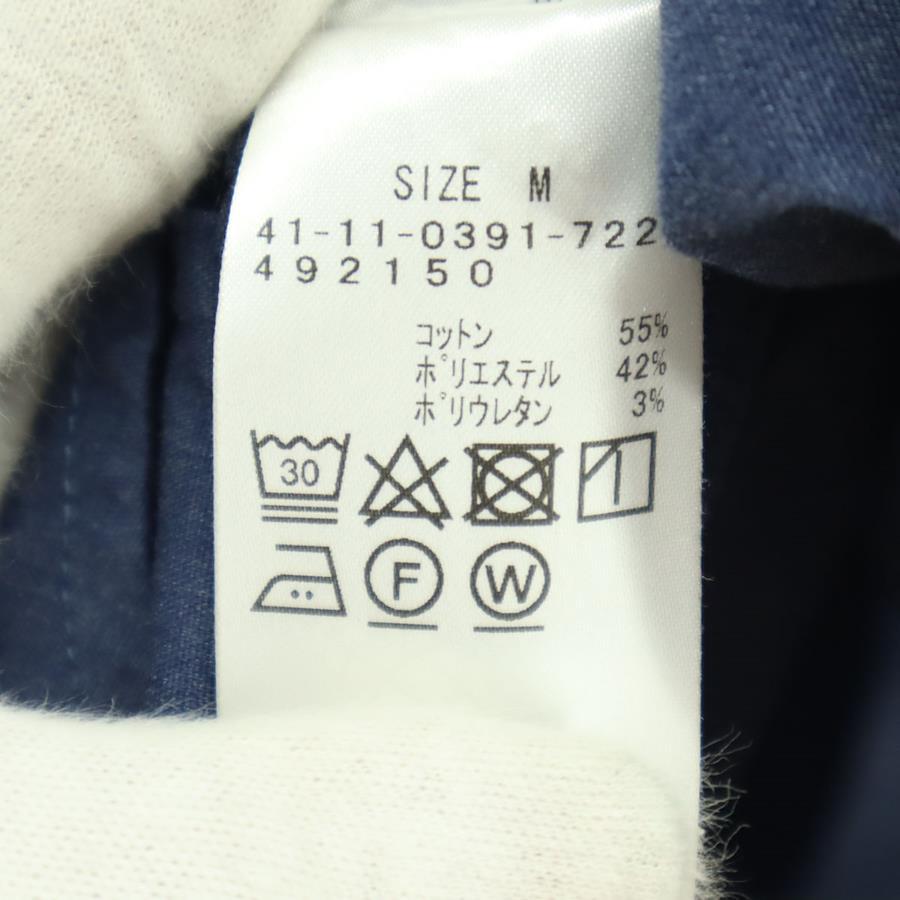 SIZE M
41-11-0391-722
492150
コットン 55%
ポリエステル 42%
ポリウレタン 3%
30
F W